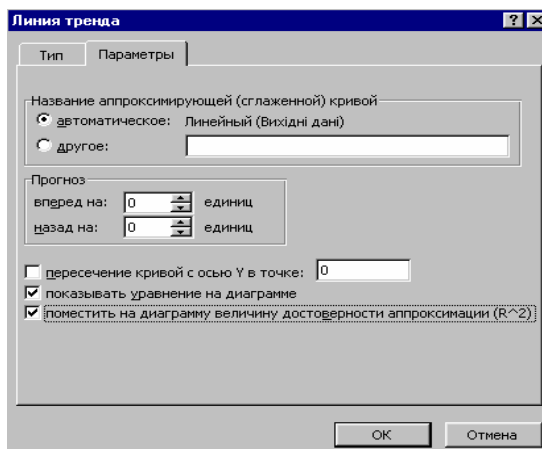 Линия тренда
Тип Параметры
Название аппроксимирующей (сглаженной) кривой
автоматическое: Линейный (Вихідні дані)
другое:
Прогноз
вперед на: 0 единиц
назад на: 0 единиц
пересечение кривой с осью Y в точке: 0
показывать уравнение на диаграмме
поместить на диаграмму величину достоверности аппроксимации (R^2)
ОК Отмена